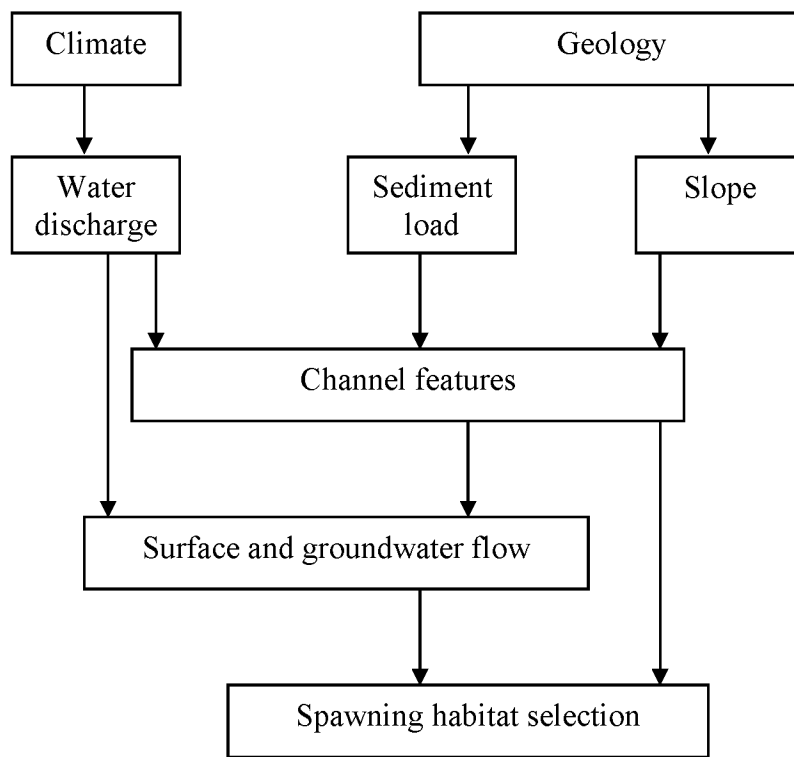 Climate
Geology
Water
discharge
Sediment
load
Slope
Channel features
Surface and groundwater flow
Spawning habitat selection